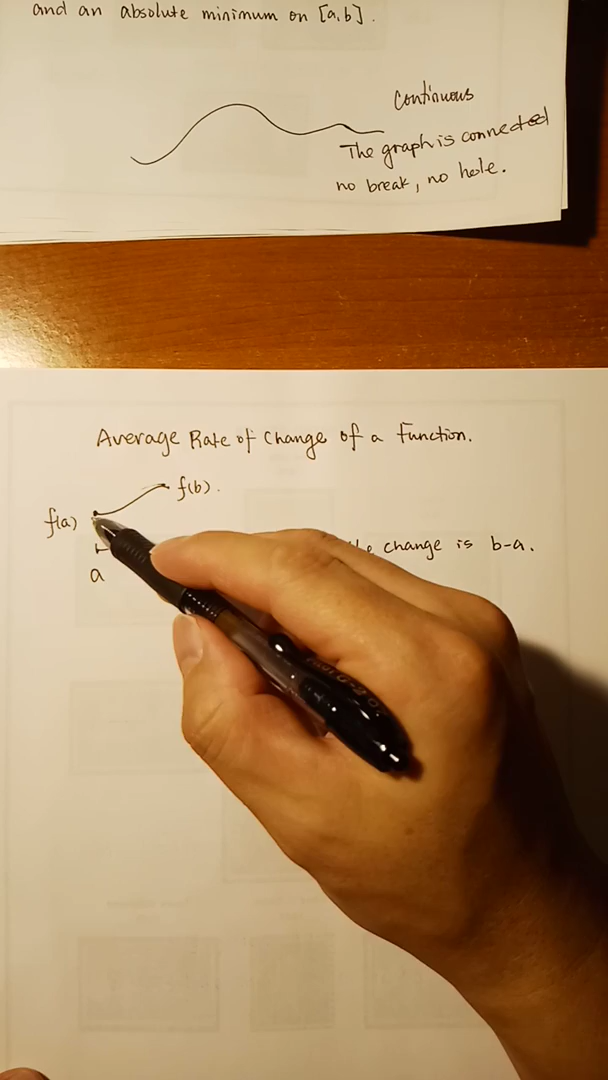 and an absolute minimum on [a,b].
Continuous
The graph is connected
no break, no hole.
Average Rate of Change of a Function.
f(b).
f(a)
change is b-a.
a